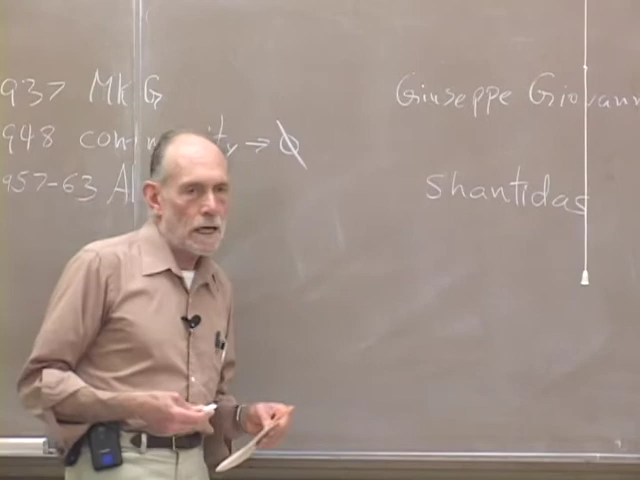 937 MKG
948 community → Ø
957-63 Al
Giuseppe Giovann
Shantidas